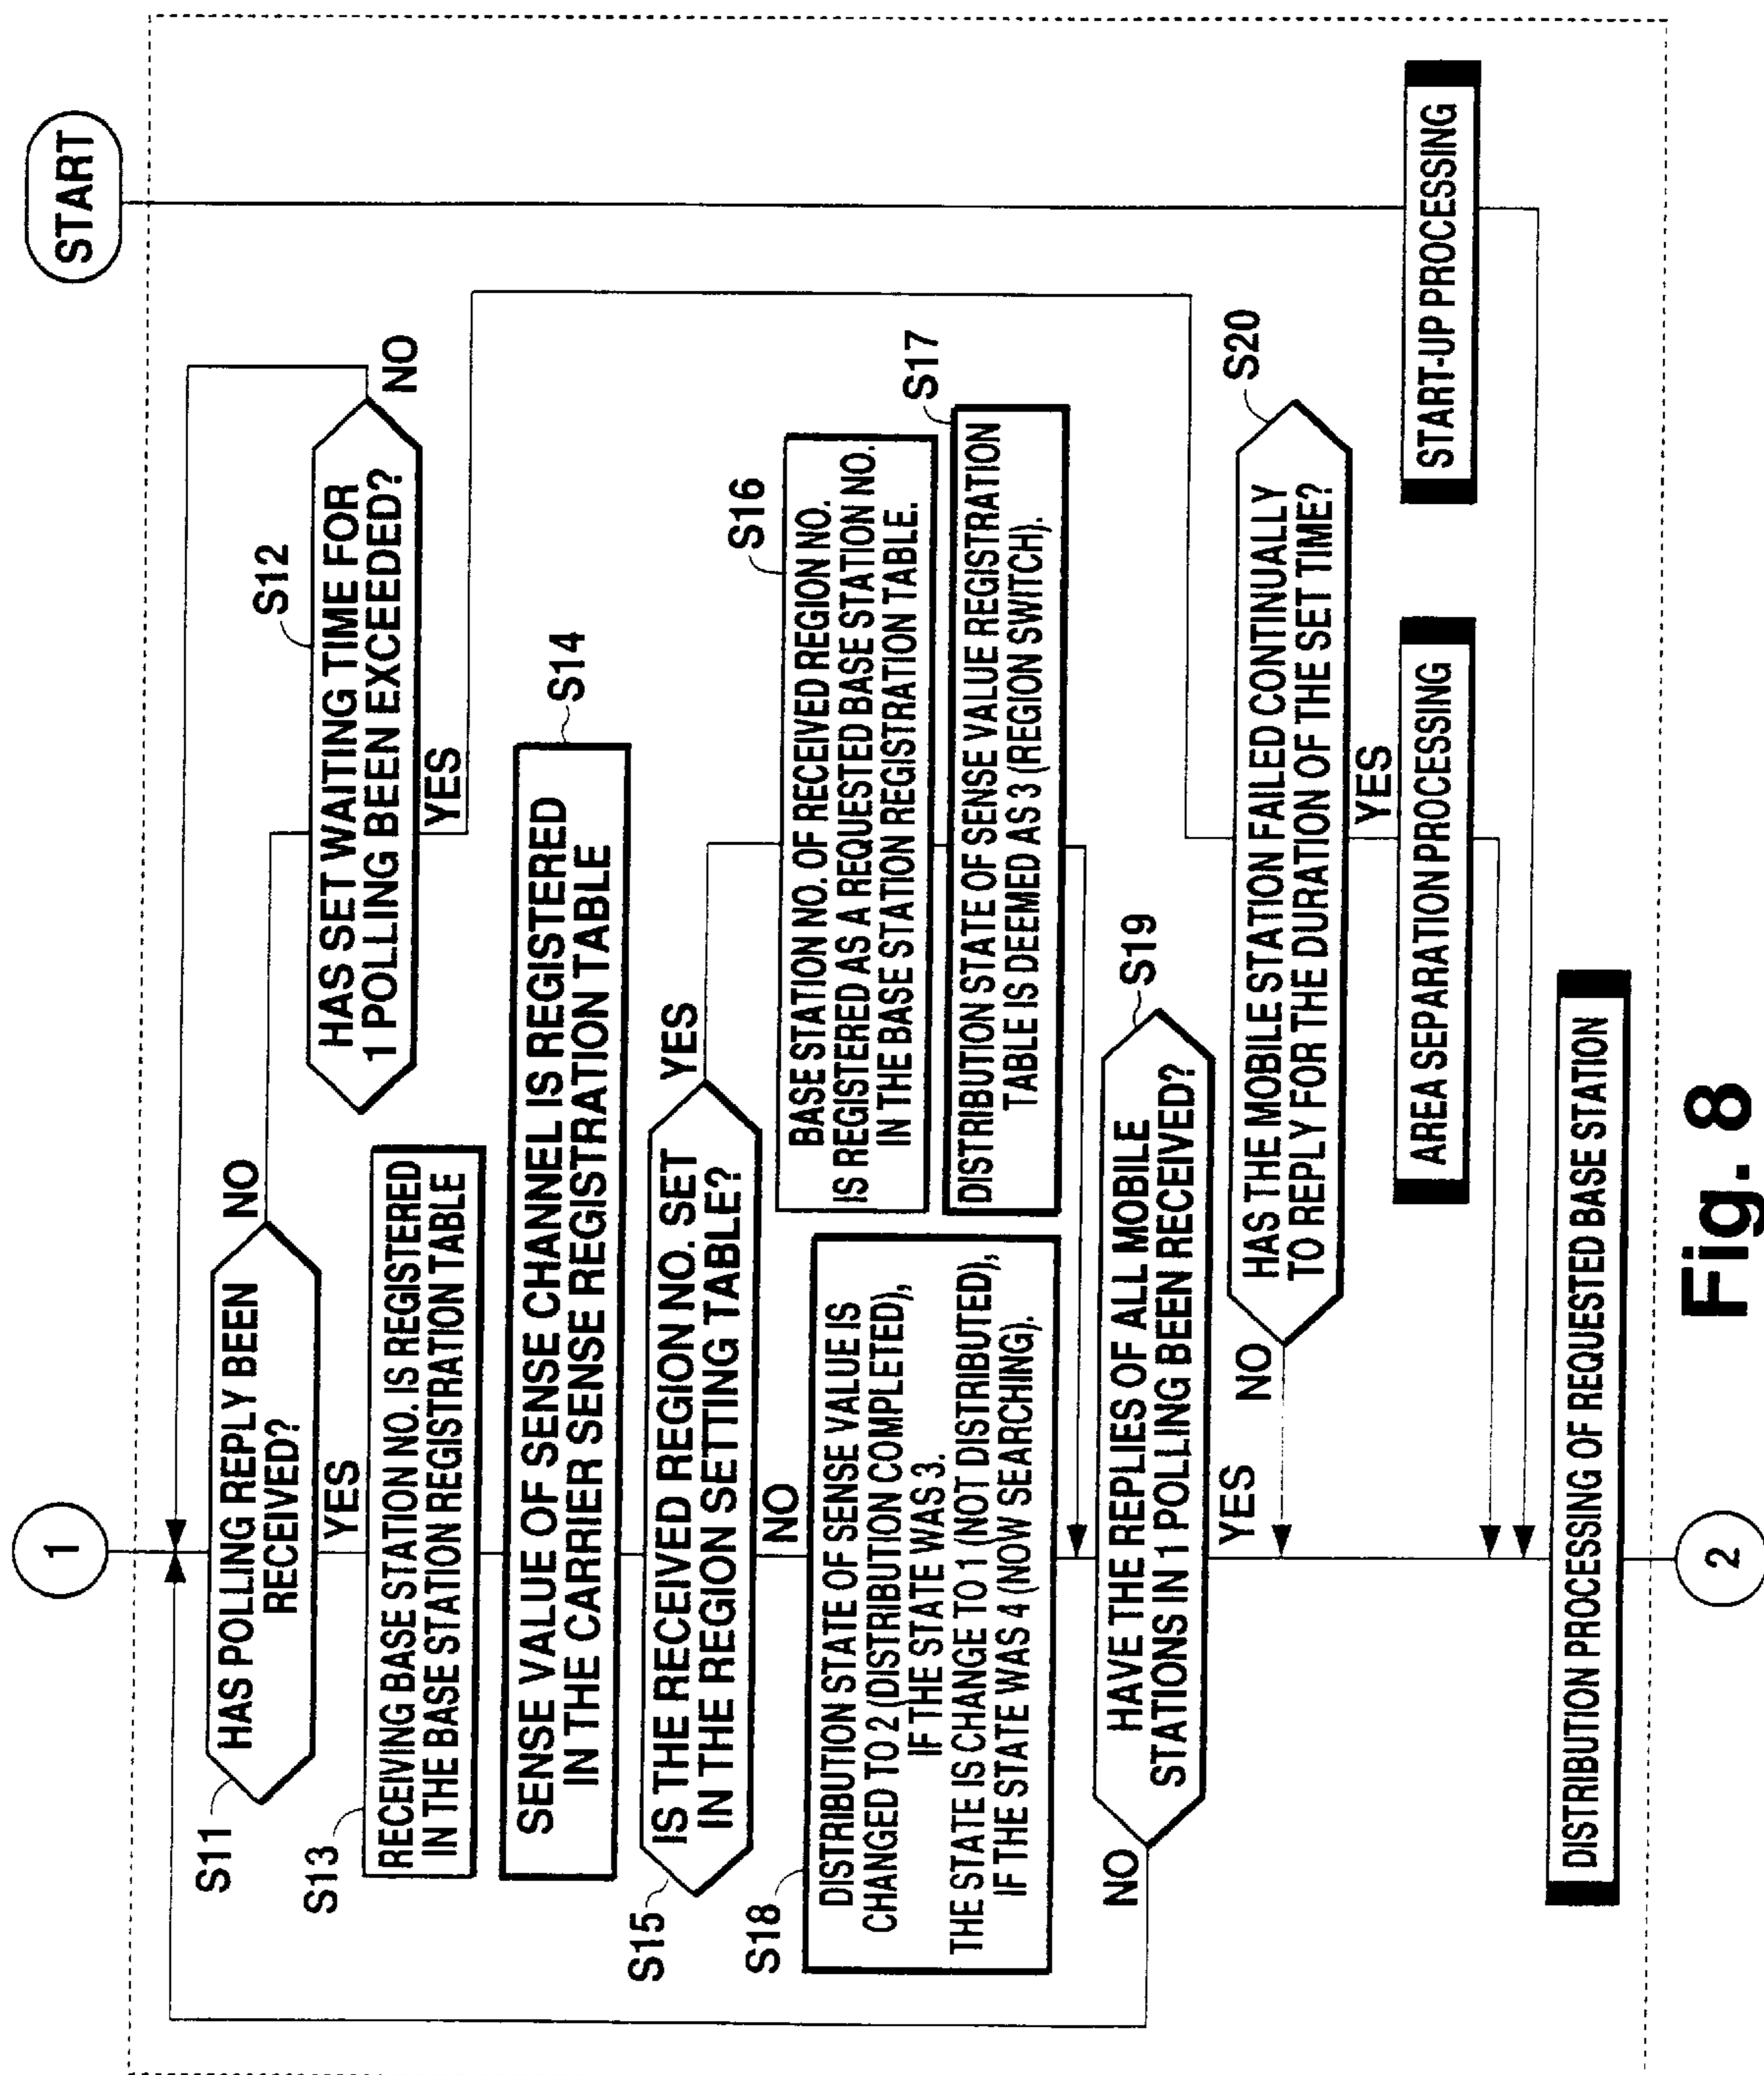 START
1
S11
HAS POLLING REPLY BEEN
RECEIVED?
NO
YES
S12
HAS SET WAITING TIME FOR
1 POLLING BEEN EXCEEDED?
NO
YES
S13
RECEIVING BASE STATION NO. IS REGISTERED
IN THE BASE STATION REGISTRATION TABLE
S14
SENSE VALUE OF SENSE CHANNEL IS REGISTERED
IN THE CARRIER SENSE REGISTRATION TABLE
S15
IS THE RECEIVED REGION NO. SET
IN THE REGION SETTING TABLE?
YES
NO
S16
BASE STATION NO. OF RECEIVED REGION NO.
IS REGISTERED AS A REQUESTED BASE STATION NO.
IN THE BASE STATION REGISTRATION TABLE.
S17
DISTRIBUTION STATE OF SENSE VALUE REGISTRATION
TABLE IS DEEMED AS 3 (REGION SWITCH).
S18
DISTRIBUTION STATE OF SENSE VALUE IS
CHANGED TO 2 (DISTRIBUTION COMPLETED),
IF THE STATE WAS 3.
THE STATE IS CHANGE TO 1 (NOT DISTRIBUTED),
IF THE STATE WAS 4 (NOW SEARCHING).
S19
HAVE THE REPLIES OF ALL MOBILE
STATIONS IN 1 POLLING BEEN RECEIVED?
NO
YES
S20
HAS THE MOBILE STATION FAILED CONTINUALLY
TO REPLY FOR THE DURATION OF THE SET TIME?
NO
YES
AREA SEPARATION PROCESSING
START-UP PROCESSING
DISTRIBUTION PROCESSING OF REQUESTED BASE STATION
2
Fig. 8